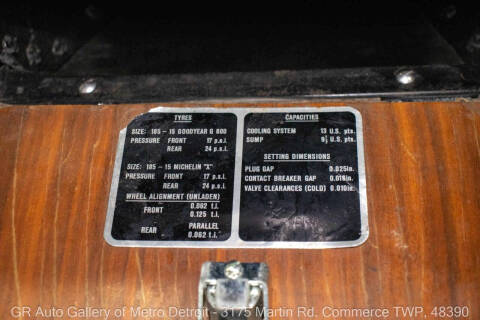 TYRES
SIZE: 185 - 15 GOODYEAR G 800
PRESSURE FRONT 17 p.s.i.
REAR 24 p.s.i.
SIZE: 185 - 15 MICHELIN "X"
PRESSURE FRONT 17 p.s.i.
REAR 24 p.s.i.
WHEEL ALIGNMENT (UNLADEN)
FRONT 0.062 t.i.
0.125 t.i.
REAR PARALLEL
0.062 t.i.
CAPACITIES
COOLING SYSTEM 13 U.S. pts.
SUMP U.S. pts.
SETTING DIMENSIONS
PLUG GAP 0.025in.
CONTACT BREAKER GAP
VALVE CLEARANCES (COLD) 0.010in.
GR Auto Gallery of Metro Detroit - 3175 Martin Rd. Commerce TWP, 48390